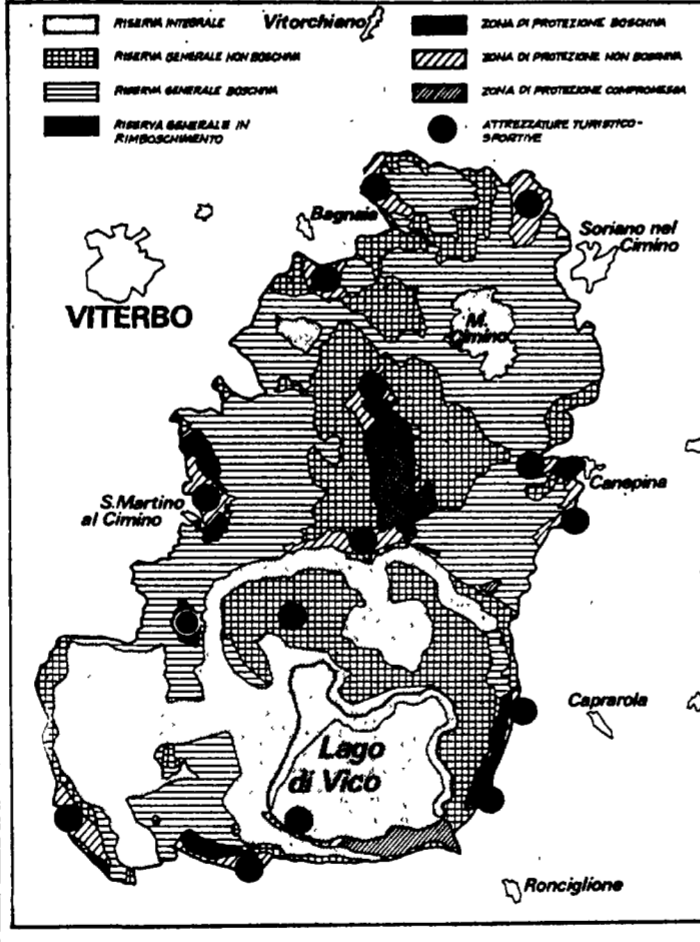 RISERVA INTEGRALE
RISERVA GENERALE NON BOSCHIVA
RISERVA GENERALE BOSCHIVA
RISERVA GENERALE IN
RIMBOSCHIMENTO
Vitorchiano
ZONA DI PROTEZIONE BOSCHIVA
ZONA DI PROTEZIONE NON BOSCHIVA
ZONA DI PROTEZIONE COMPROMESSA
ATTREZZATURE TURISTICO-
SPORTIVE
Bagnaia
Soriano nel
Cimino
VITERBO
M.
Cimino
Canepina
S. Martino
al Cimino
Caprarola
Lago
di Vico
Ronciglione